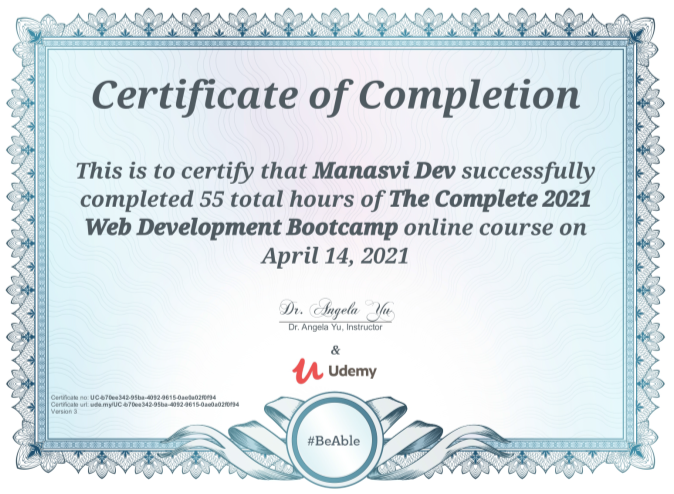 Certificate of Completion
This is to certify that Manasvi Dev successfully
completed 55 total hours of The Complete 2021
Web Development Bootcamp online course on
April 14, 2021
Dr. Angela Yu
Dr. Angela Yu, Instructor
&
Udemy
Certificate no: UC-b70ee342-95ba-4092-9615-0ae0a02f0f94
Certificate url: ude.my/UC-b70ee342-95ba-4092-9615-0ae0a02f0f94
Version 3
#BeAble